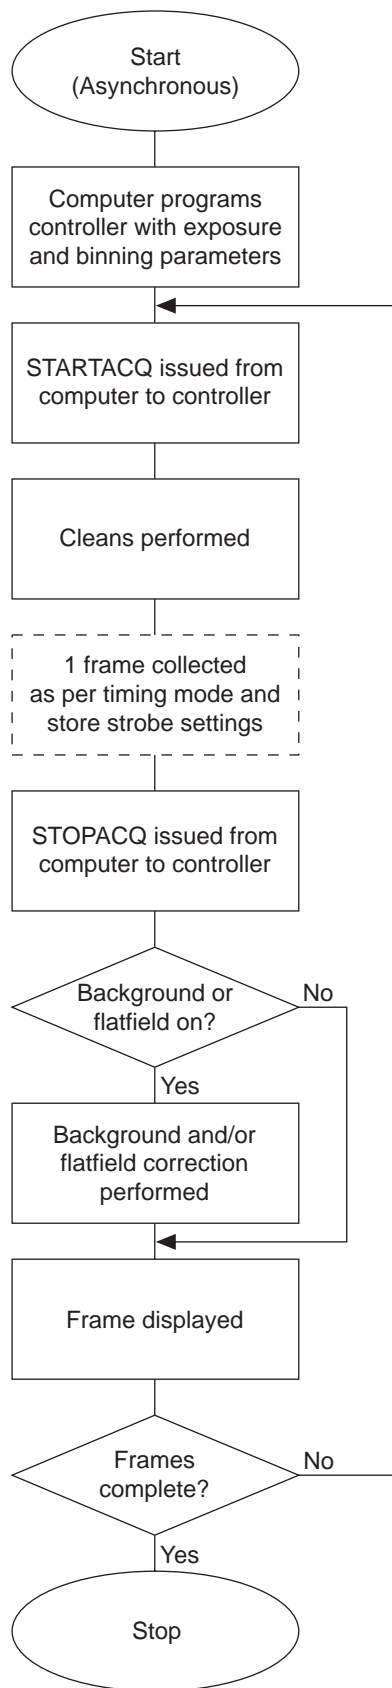 Start
(Asynchronous)
Computer programs
controller with exposure
and binning parameters
STARTACQ issued from
computer to controller
Cleans performed
1 frame collected
as per timing mode and
store strobe settings
STOPACQ issued from
computer to controller
Background or
flatfield on?
No
Yes
Background and/or
flatfield correction
performed
Frame displayed
Frames
complete?
No
Yes
Stop